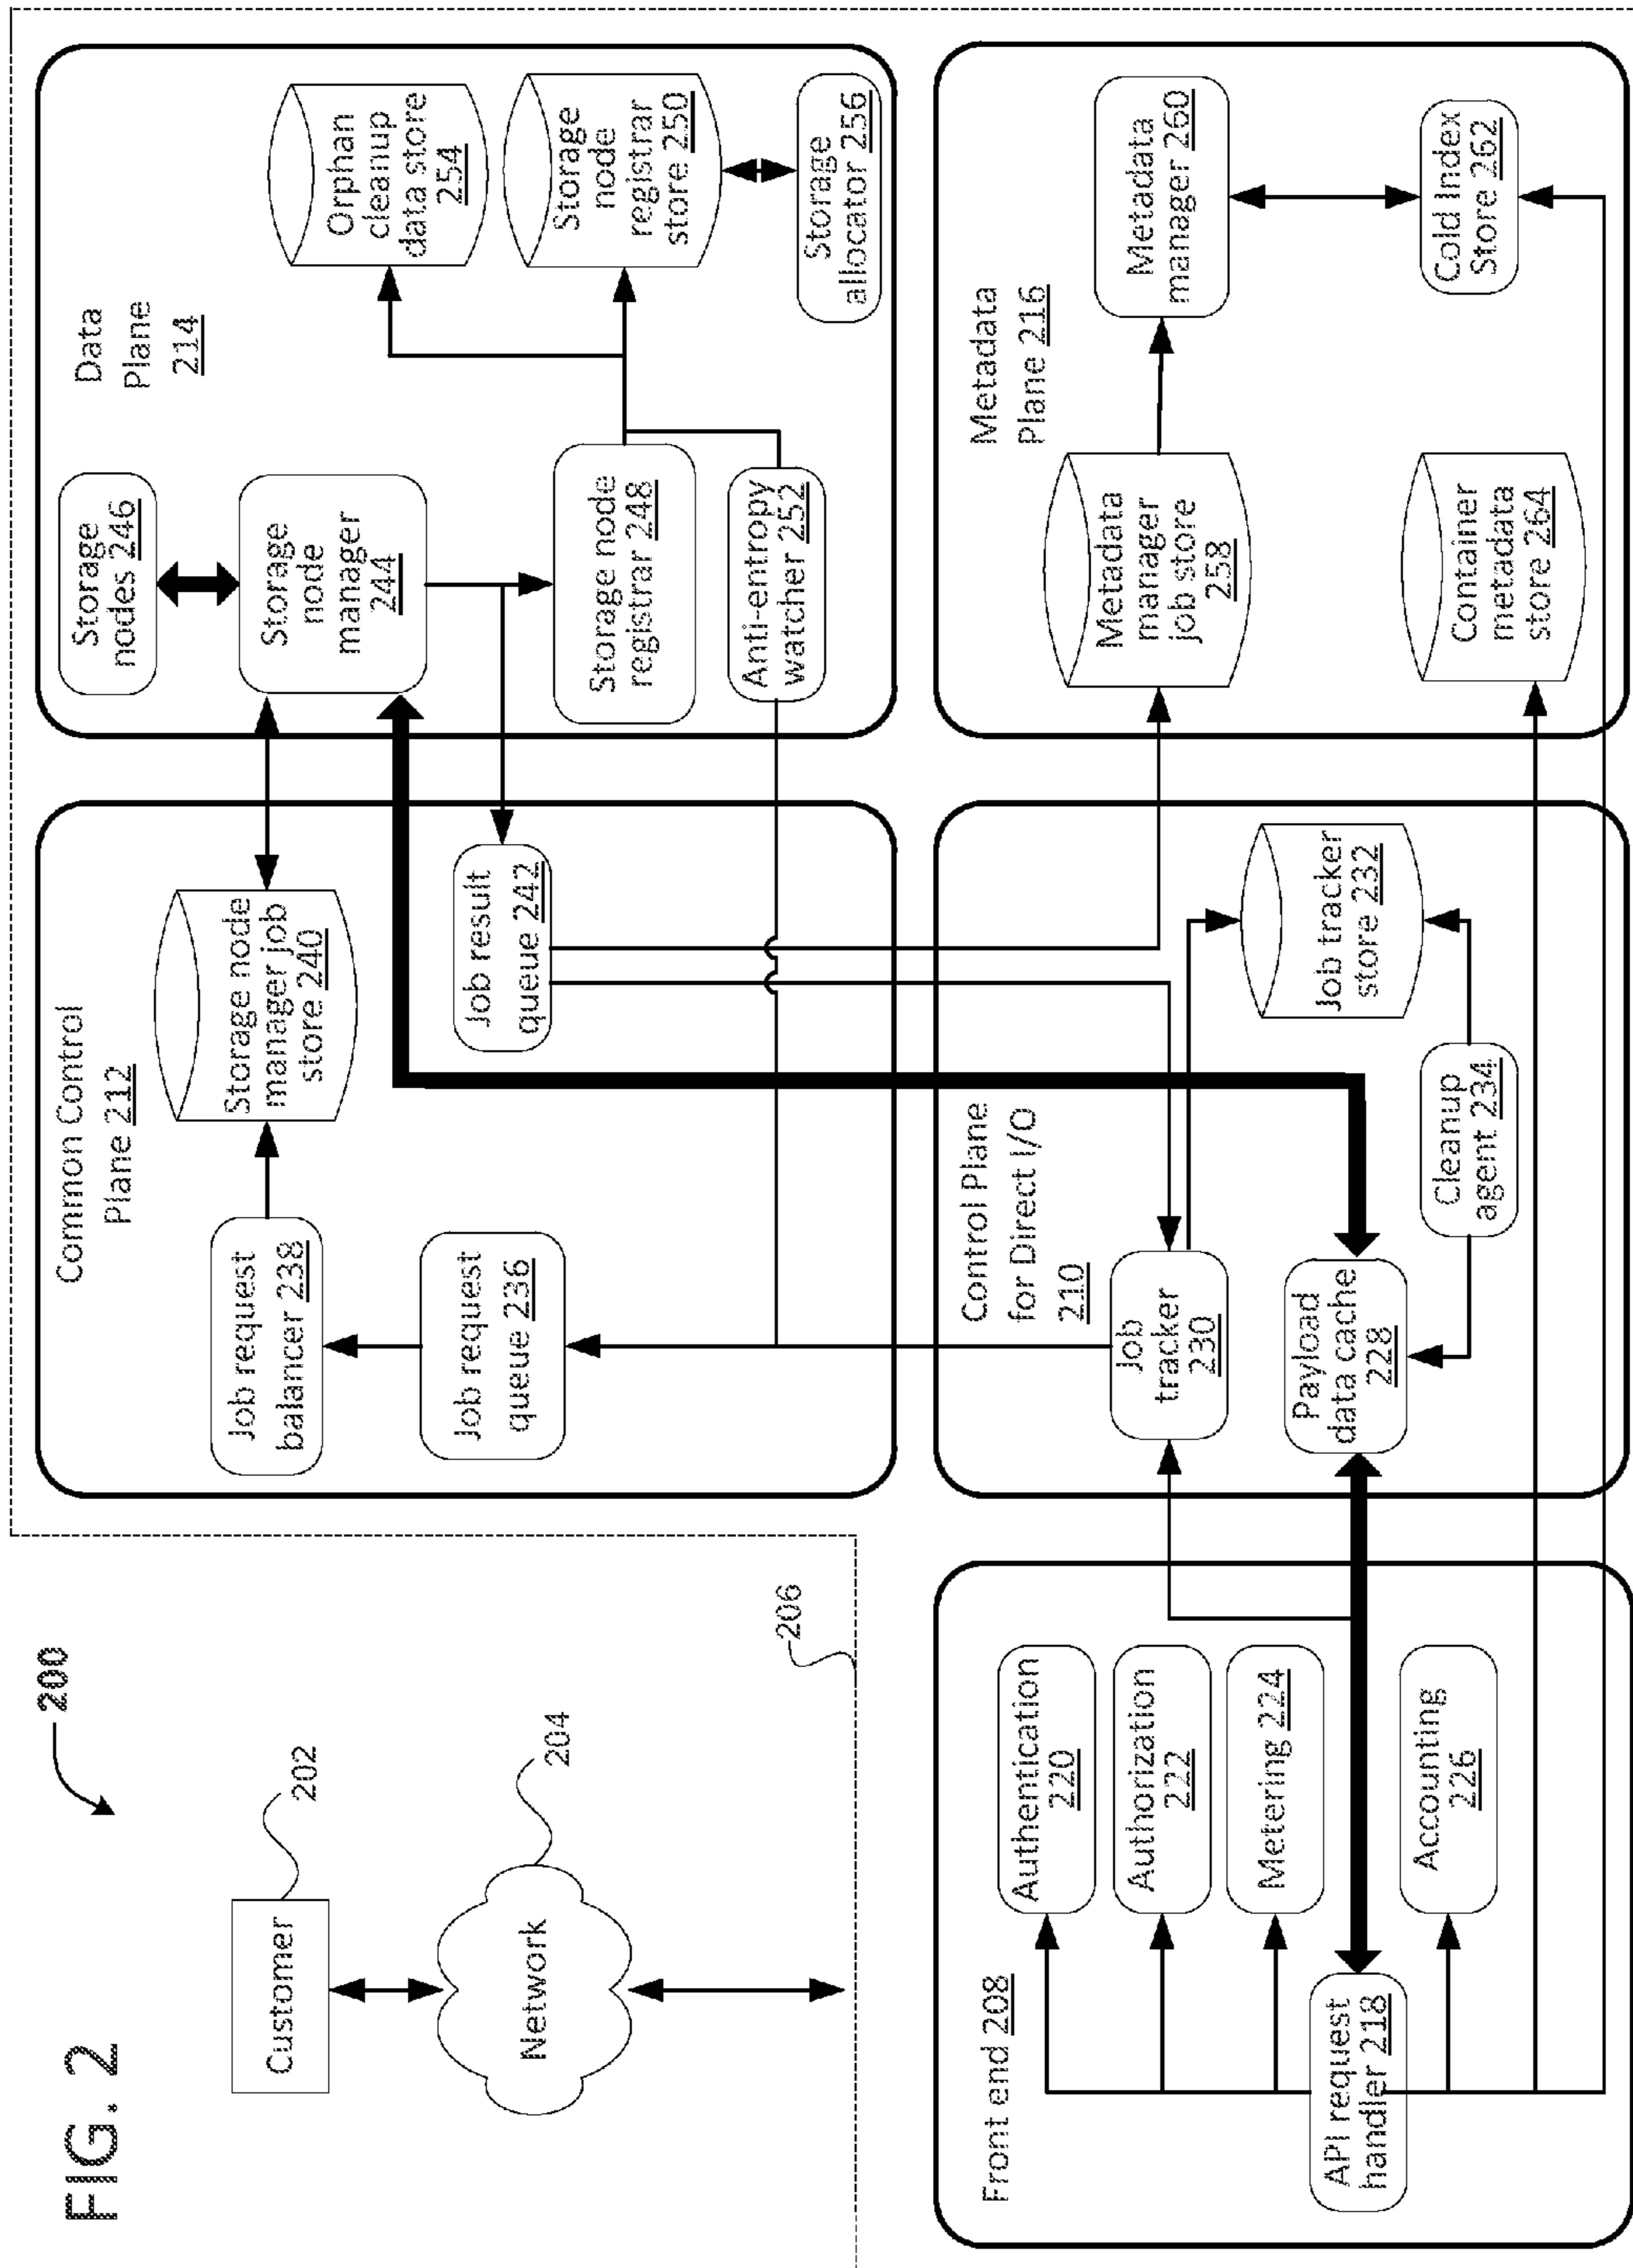 FIG. 2
200
Customer
202
Network
204
206
Front end 208
API request
handler 218
Authentication
220
Authorization
222
Metering 224
Accounting
226
Common Control
Plane 212
Job request
balancer 238
Job request
queue 236
Storage node
manager job
store 240
Job result
queue 242
Control Plane
for Direct I/O
210
Job
tracker
230
Payload
data cache
228
Job tracker
store 232
Cleanup
agent 234
Data
Plane
214
Storage
nodes 246
Storage
node
manager
244
Storage node
registrar 248
Anti-entropy
watcher 252
Orphan
cleanup
data store
254
Storage
node
registrar
store 250
Storage
allocator 256
Metadata
Plane 216
Metadata
manager
job store
258
Metadata
manager 260
Container
metadata
store 264
Cold Index
Store 262